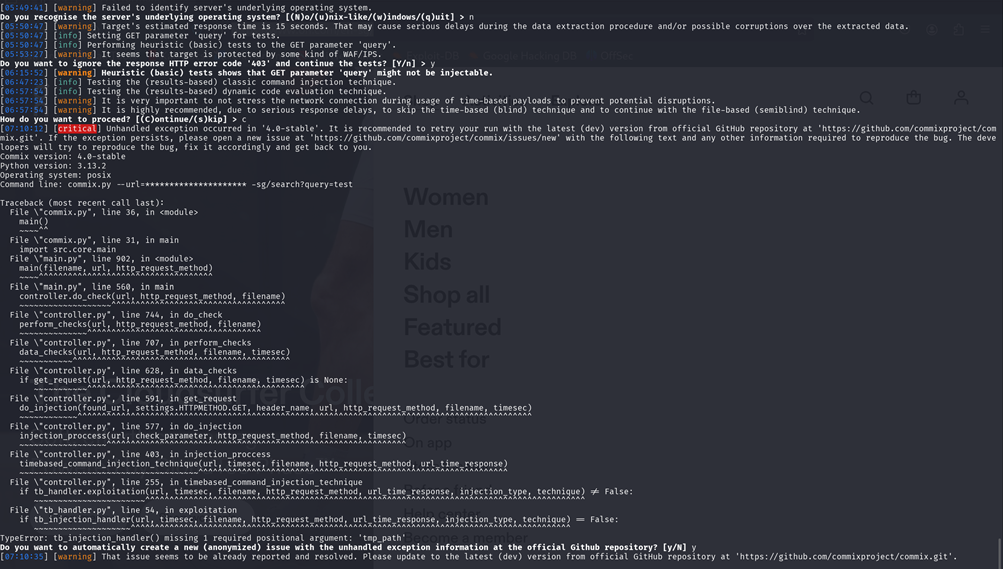 [05:49:41] [warning] Failed to identify server's underlying operating system.
Do you recognise the server's underlying operating system? [(N)o/(u)nix-like/(w)indows/(q)uit] > n
[05:50:47] [warning] Target's estimated response time is 15 seconds. That may cause serious delays during the data extraction procedure and/or possible corruptions over the extracted data.
[05:50:47] [info] Setting GET parameter 'query' for tests.
[05:50:47] [info] Performing heuristic (basic) tests to the GET parameter 'query'.
[05:53:27] [warning] It seems that target is protected by some kind of WAF/IPS.
Do you want to ignore the response HTTP error code '403' and continue the tests? [Y/n] > y
[06:15:52] [warning] Heuristic (basic) tests shows that GET parameter 'query' might not be injectable.
[06:47:23] [info] Testing the (results-based) classic command injection technique.
[06:57:54] [info] Testing the (results-based) dynamic code evaluation technique.
[06:57:54] [warning] It is very important to not stress the network connection during usage of time-based payloads to prevent potential disruptions.
[06:57:54] [warning] It is highly recommended, due to serious response delays, to skip the time-based (blind) technique and to continue with the file-based (semiblind) technique.
How do you want to proceed? [(C)ontinue/(s)kip] > c
[07:10:12] [critical] Unhandled exception occurred in '4.0-stable'. It is recommended to retry your run with the latest (dev) version from official GitHub repository at 'https://github.com/commixproject/com
mix.git'. If the exception persists, please open a new issue at 'https://github.com/commixproject/commix/issues/new' with the following text and any other information required to reproduce the bug. The deve
lopers will try to reproduce the bug, fix it accordingly and get back to you.
Commix version: 4.0-stable
Python version: 3.13.2
Operating system: posix
Command line: commix.py --url=********************* -sg/search?query=test
Traceback (most recent call last):
File \"commix.py", line 36, in <module>
main()
~~~~^^
File \"commix.py", line 31, in main
import src.core.main
File \"main.py", line 902, in <module>
main(filename, url, http_request_method)
~~~~^^^^^^^^^^^^^^^^^^^^^^^^^^^^^^^^^^^^
File \"main.py", line 560, in main
controller.do_check(url, http_request_method, filename)
~~~~~~~~~~~~~~~~~~~^^^^^^^^^^^^^^^^^^^^^^^^^^^^^^^^^^^^
File \"controller.py", line 744, in do_check
perform_checks(url, http_request_method, filename)
~~~~~~~~~~~~~~^^^^^^^^^^^^^^^^^^^^^^^^^^^^^^^^^^^^
File \"controller.py", line 707, in perform_checks
data_checks(url, http_request_method, filename, timesec)
~~~~~~~~~~~^^^^^^^^^^^^^^^^^^^^^^^^^^^^^^^^^^^^^^^^^^^^^
File \"controller.py", line 628, in data_checks
if get_request(url, http_request_method, filename, timesec) is None:
~~~~~~~~~~~^^^^^^^^^^^^^^^^^^^^^^^^^^^^^^^^^^^^^^^^^^^^^
File \"controller.py", line 591, in get_request
do_injection(found_url, settings.HTTPMETHOD.GET, header_name, url, http_request_method, filename, timesec)
~~~~~~~~~~~~^^^^^^^^^^^^^^^^^^^^^^^^^^^^^^^^^^^^^^^^^^^^^^^^^^^^^^^^^^^^^^^^^^^^^^^^^^^^^^^^^^^^^^^^^^
File \"controller.py", line 577, in do_injection
injection_proccess(url, check_parameter, http_request_method, filename, timesec)
~~~~~~~~~~~~~~~~~~^^^^^^^^^^^^^^^^^^^^^^^^^^^^^^^^^^^^^^^^^^^^^^^^^^^^^^^^^^^^^^
File \"controller.py", line 403, in injection_proccess
timebased_command_injection_technique(url, timesec, filename, http_request_method, url_time_response)
~~~~~~~~~~~~~~~~~~~~~~~~~~~~~~~~~~~~~^^^^^^^^^^^^^^^^^^^^^^^^^^^^^^^^^^^^^^^^^^^^^^^^^^^^^^^^^^^^^^^^
File \"controller.py", line 255, in timebased_command_injection_technique
if tb_handler.exploitation(url, timesec, filename, http_request_method, url_time_response, injection_type, technique) ≠ False:
~~~~~~~~~~~~~~~~~~~~~~~^^^^^^^^^^^^^^^^^^^^^^^^^^^^^^^^^^^^^^^^^^^^^^^^^^^^^^^^^^^^^^^^^^^^^^^^^^^^^^^^^^^^^^^^^^
File \"tb_handler.py", line 54, in exploitation
if tb_injection_handler(url, timesec, filename, http_request_method, url_time_response, injection_type, technique) == False:
~~~~~~~~~~~~~~~~~~~~^^^^^^^^^^^^^^^^^^^^^^^^^^^^^^^^^^^^^^^^^^^^^^^^^^^^^^^^^^^^^^^^^^^^^^^^^^^^^^^^^^^^^^^^^^
TypeError: tb_injection_handler() missing 1 required positional argument: 'tmp_path'
Do you want to automatically create a new (anonymized) issue with the unhandled exception information at the official Github repository? [y/N] y
[07:10:35] [warning] That issue seems to be already reported and resolved. Please update to the latest (dev) version from official GitHub repository at 'https://github.com/commixproject/commix.git'.
Women
Men
Kids
Shop all
Featured
Best for
Order status
On app
Help center
Become a member